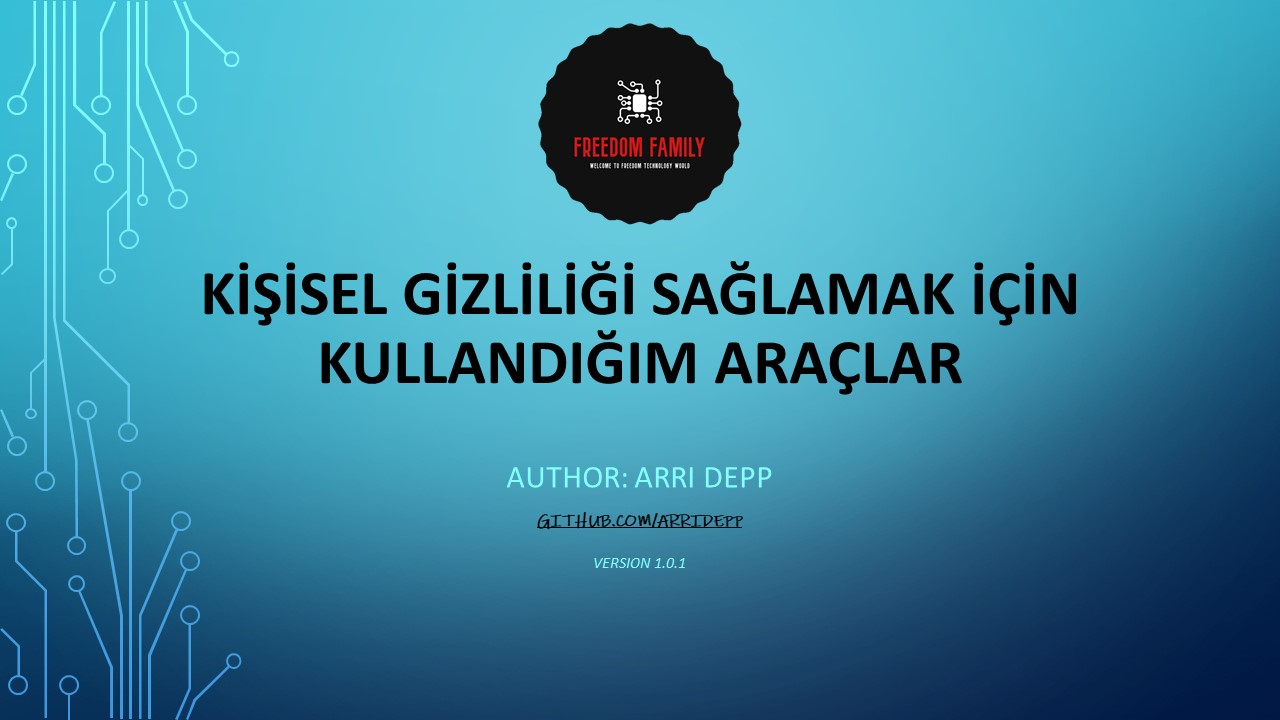 FREEDOM FAMILY
WELCOME TO FREEDOM TECHNOLOGY WORLD
KİŞİSEL GİZLİLİĞİ SAĞLAMAK İÇİN
KULLANDIĞIM ARAÇLAR
AUTHOR: ARRI DEPP
GITHUB.COM/ARRIDEPP
VERSION 1.0.1